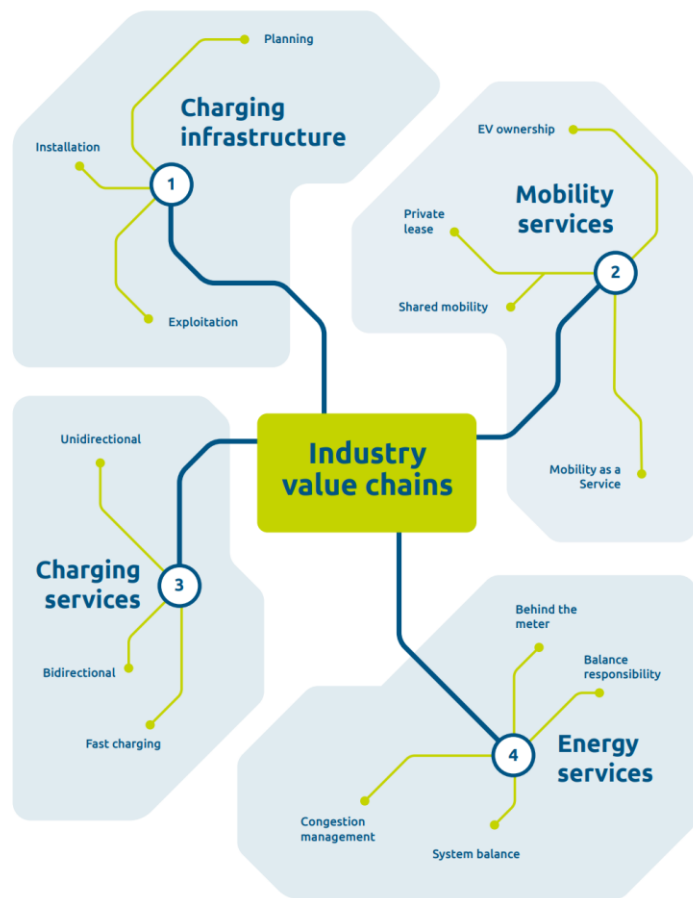 Planning
Charging
infrastructure
Installation
1
Exploitation
EV ownership
Mobility
services
Private
lease
2
Shared mobility
Mobility as a
Service
Industry
value chains
Unidirectional
Charging
services
3
Bidirectional
Fast charging
Behind the
meter
Balance
responsibility
4
Energy
services
Congestion
management
System balance